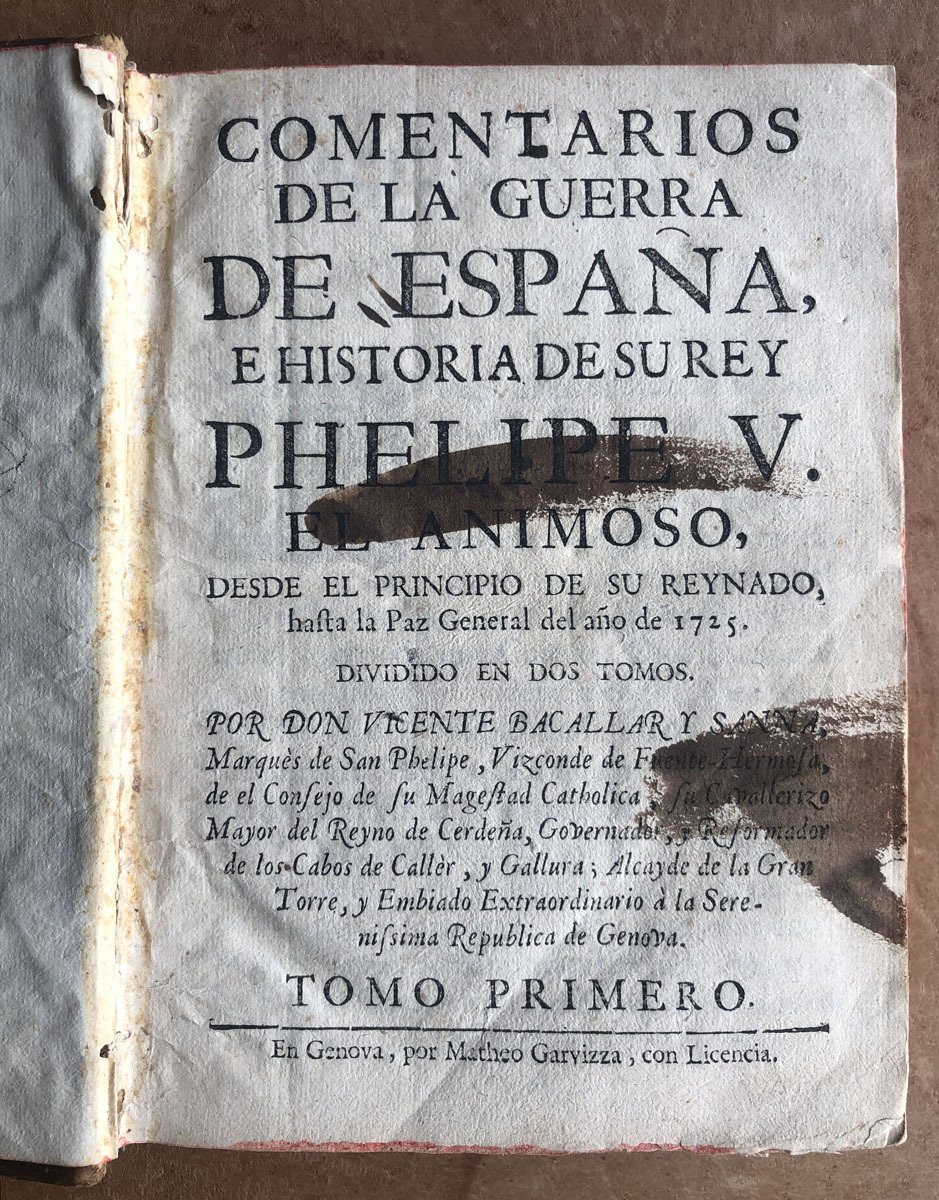 COMENTARIOS
DE LA GUERRA
DE ESPAÑA,
E HISTORIA DE SU REY
PHELIPE V.
EL ANIMOSO,
DESDE EL PRINCIPIO DE SU REYNADO,
haſta la Paz General del año de 1725.
DIVIDIDO EN DOS TOMOS.
POR DON VICENTE BACALLAR Y SANNA,
Marquès de San Phelipe, Vizconde de Fuente-Hermoſa,
de el Conſejo de ſu Mageſtad Catholica, ſu Cavallerizo
Mayor del Reyno de Cerdeña, Governador, y Reformador
de los Cabos de Callèr, y Gallura; Alcayde de la Gran
Torre, y Embiado Extraordinario à la Sere-
niſsima Republica de Genova.
TOMO PRIMERO.
En Genova, por Matheo Garvizza, con Licencia.